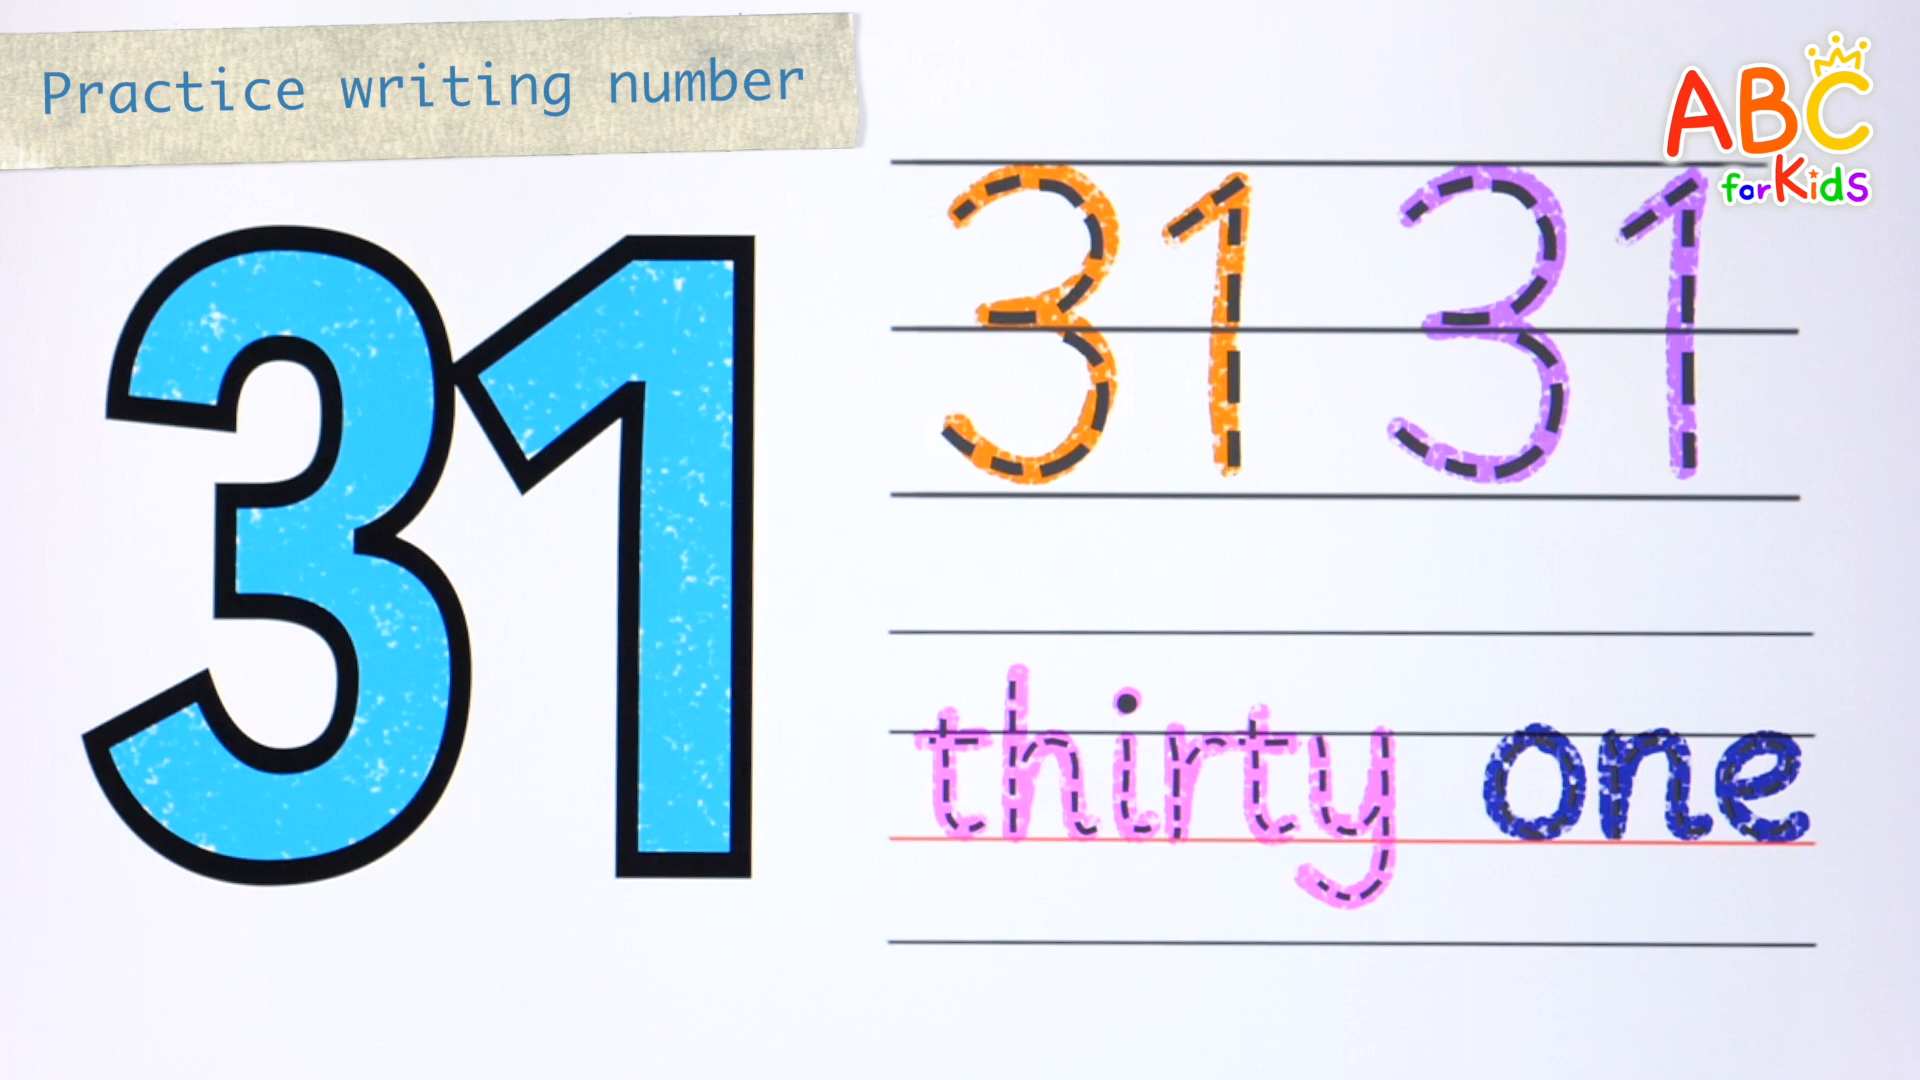 Practice writing number
ABC
for Kids
31
31 31
thirty one